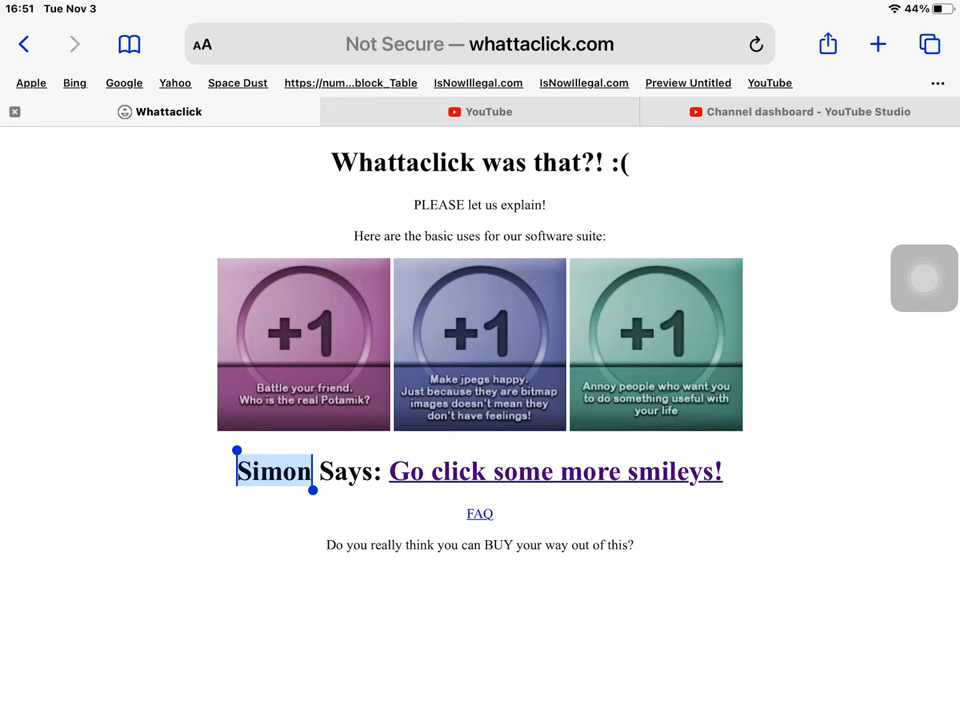 16:51 Tue Nov 3
44%
AA
Not Secure — whattaclick.com
Apple Bing Google Yahoo Space Dust https://num...block_Table IsNowIllegal.com IsNowIllegal.com Preview Untitled YouTube
Whattaclick YouTube Channel dashboard - YouTube Studio
Whattaclick was that?! :(
PLEASE let us explain!
Here are the basic uses for our software suite:
+1
Battle your friend.
Who is the real Potamik?
+1
Make jpegs happy.
Just because they are bitmap
images doesn't mean they
don't have feelings!
+1
Annoy people who want you
to do something useful with
your life
Simon Says: Go click some more smileys!
FAQ
Do you really think you can BUY your way out of this?